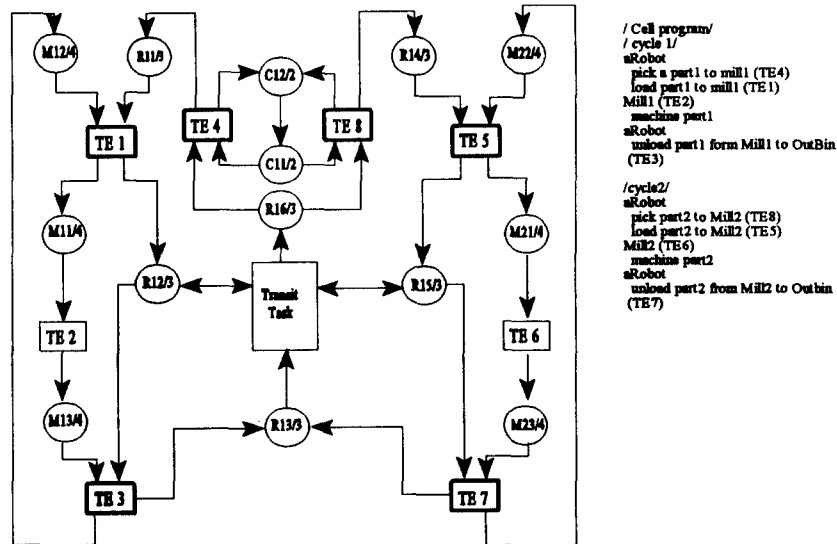 M12/4
R11/3
C12/2
R14/3
M22/4
TE 1
TE 4
TE 8
TE 5
C11/2
R16/3
M11/4
M21/4
R12/3
Transit
Task
R15/3
TE 2
TE 6
M13/4
R13/3
M23/4
TE 3
TE 7
/ Cell program/
/ cycle 1/
aRobot
pick a part1 to mill1 (TE4)
load part1 to mill1 (TE1)
Mill1 (TE2)
machine part1
aRobot
unload part1 form Mill1 to OutBin
(TE3)
/cycle2/
aRobot
pick part2 to Mill2 (TE8)
load part2 to Mill2 (TE5)
Mill2 (TE6)
machine part2
aRobot
unload part2 from Mill2 to Outbin
(TE7)